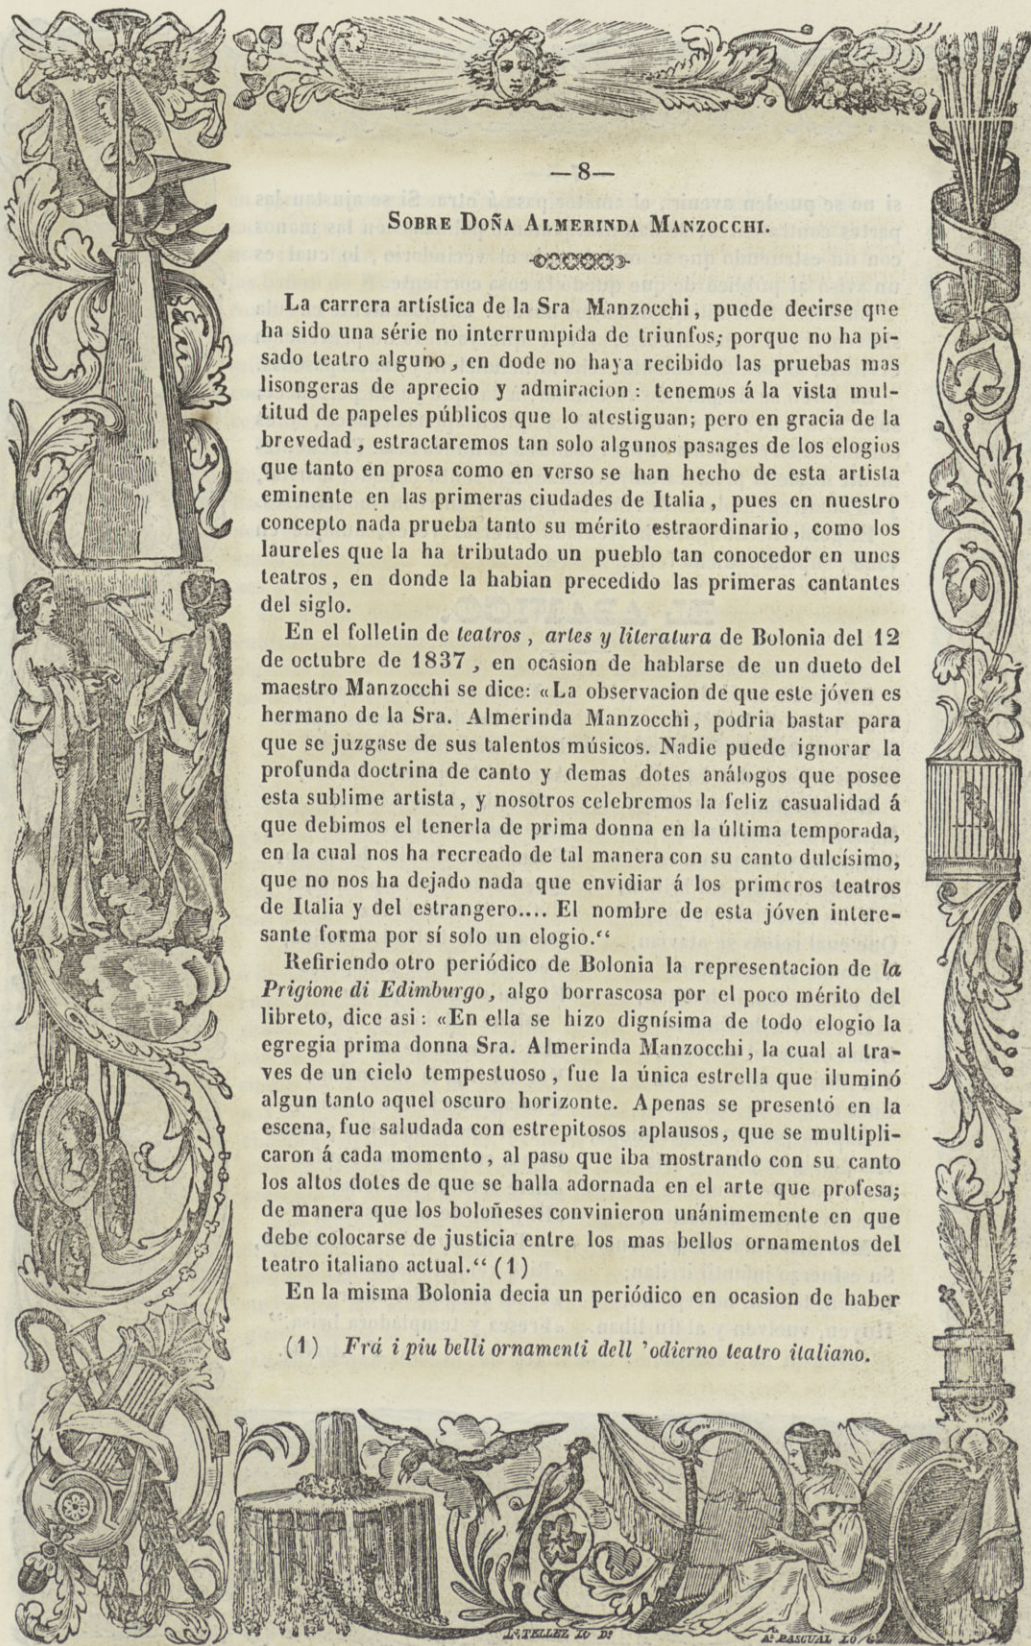 —8—
SOBRE DOÑA ALMERINDA MANZOCCHI.
La carrera artística de la Sra Manzocchi, puede decirse que
ha sido una série no interrumpida de triunfos; porque no ha pi-
sado teatro alguno, en dode no haya recibido las pruebas mas
lisongeras de aprecio y admiracion: tenemos á la vista mul-
titud de papeles públicos que lo atestiguan; pero en gracia de la
brevedad, estractaremos tan solo algunos pasages de los elogios
que tanto en prosa como en verso se han hecho de esta artista
eminente en las primeras ciudades de Italia, pues en nuestro
concepto nada prueba tanto su mérito estraordinario, como los
laureles que la ha tributado un pueblo tan conocedor en unos
teatros, en donde la habian precedido las primeras cantantes
del siglo.
En el folletin de teatros, artes y literatura de Bolonia del 12
de octubre de 1837, en ocasion de hablarse de un dueto del
maestro Manzocchi se dice: «La observacion de que este jóven es
hermano de la Sra. Almerinda Manzocchi, podria bastar para
que se juzgase de sus talentos músicos. Nadie puede ignorar la
profunda doctrina de canto y demas dotes análogos que posee
esta sublime artista, y nosotros celebremos la feliz casualidad á
que debimos el tenerla de prima donna en la última temporada,
en la cual nos ha recreado de tal manera con su canto dulcísimo,
que no nos ha dejado nada que envidiar á los primeros teatros
de Italia y del estrangero.... El nombre de esta jóven intere-
sante forma por sí solo un elogio.“
Refiriendo otro periódico de Bolonia la representacion de la
Prigione di Edimburgo, algo borrascosa por el poco mérito del
libreto, dice asi: «En ella se hizo dignísima de todo elogio la
egregia prima donna Sra. Almerinda Manzocchi, la cual al tra-
ves de un cielo tempestuoso, fue la única estrella que iluminó
algun tanto aquel oscuro horizonte. Apenas se presentó en la
escena, fue saludada con estrepitosos aplausos, que se multipli-
caron á cada momento, al paso que iba mostrando con su canto
los altos dotes de que se halla adornada en el arte que profesa;
de manera que los boloñeses convinieron unánimemente en que
debe colocarse de justicia entre los mas bellos ornamentos del
teatro italiano actual.“ (1)
En la misma Bolonia decia un periódico en ocasion de haber
(1) Frá i piu belli ornamenti dell 'odierno teatro italiano.
TELLEZ LO D.º
A. PASCUAL LO G.